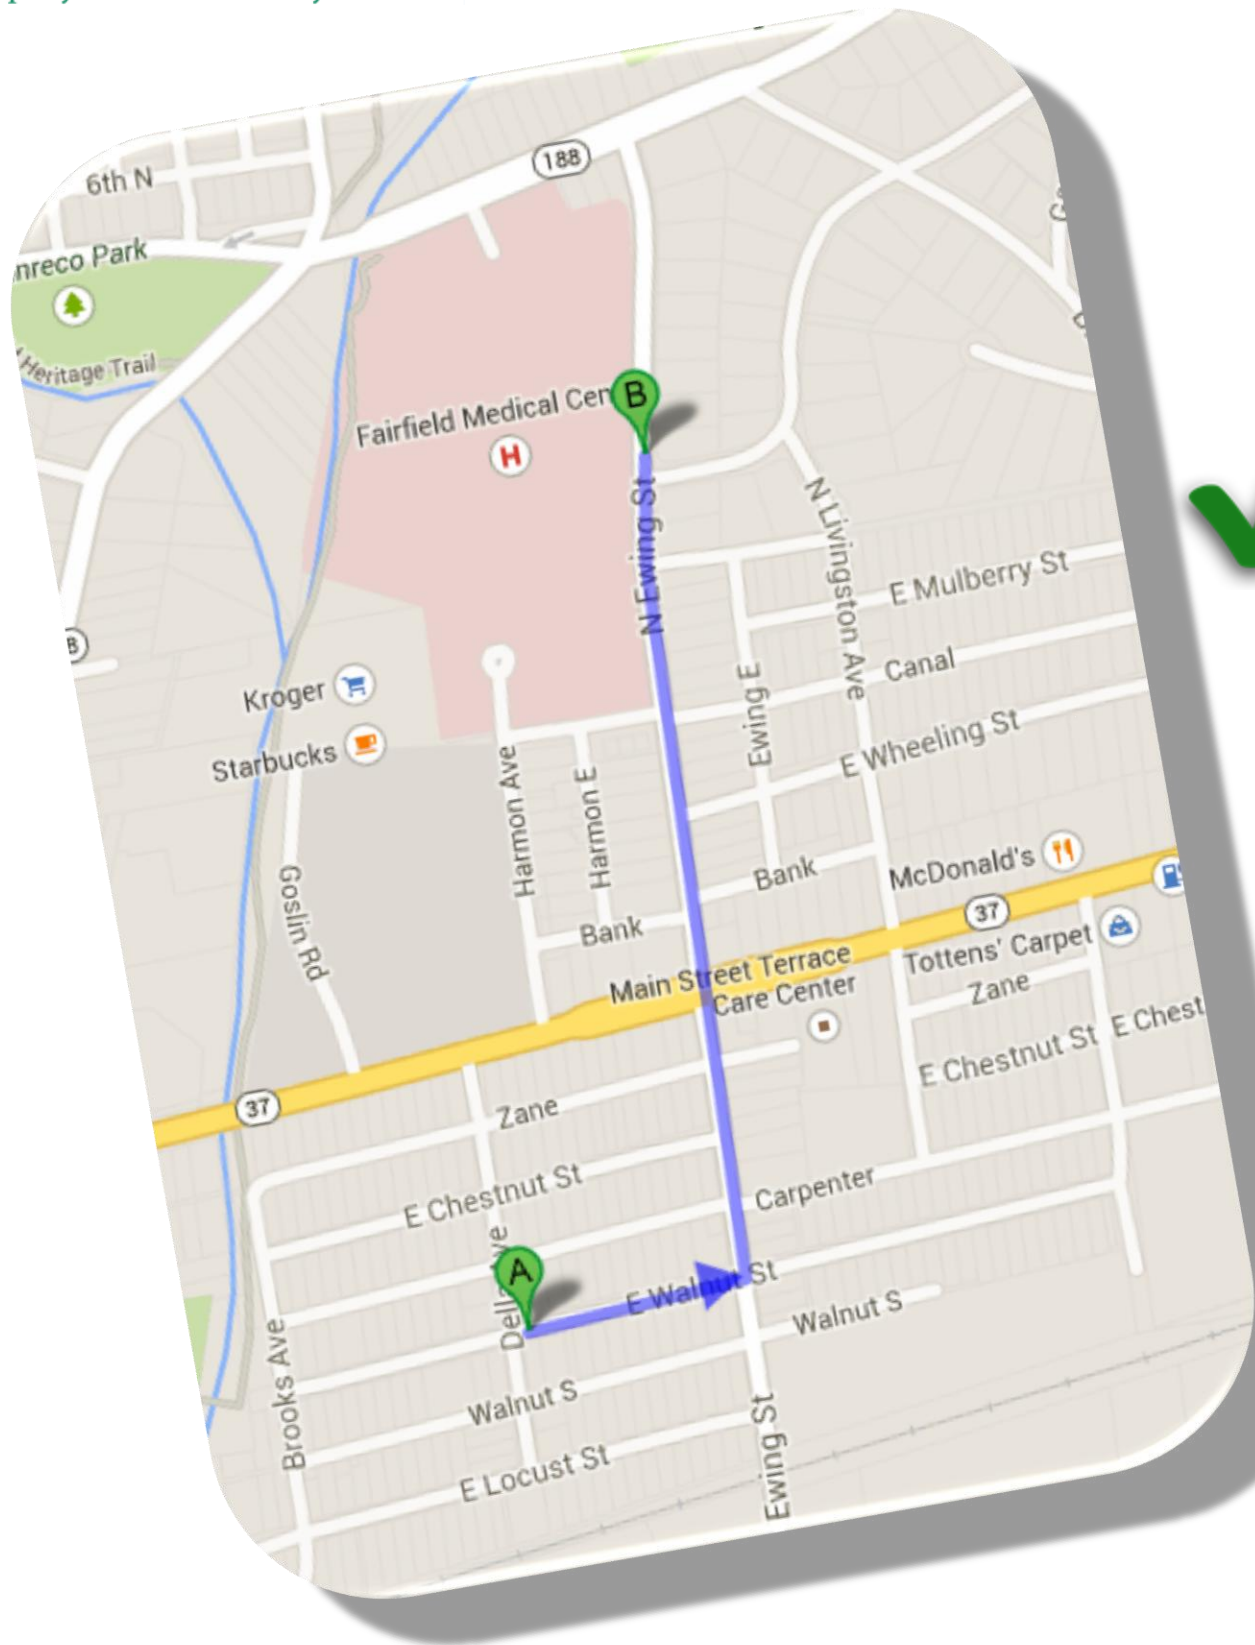 188
6th N
nreco Park
Heritage Trail
B
Fairfield Medical Cen
H
N Ewing St
N Livingston Ave
E Mulberry St
Canal
Kroger
Ewing E
E Wheeling St
Starbucks
Harmon Ave
Harmon E
Goslin Rd
Bank
McDonald's
37
Bank
Tottens' Carpet
Main Street Terrace
Care Center
Zane
E Chest
E Chestnut St
37
Zane
E Chestnut St
Carpenter
A
E Walnut St
Walnut S
Brooks Ave
Walnut S
E Locust St
Ewing St